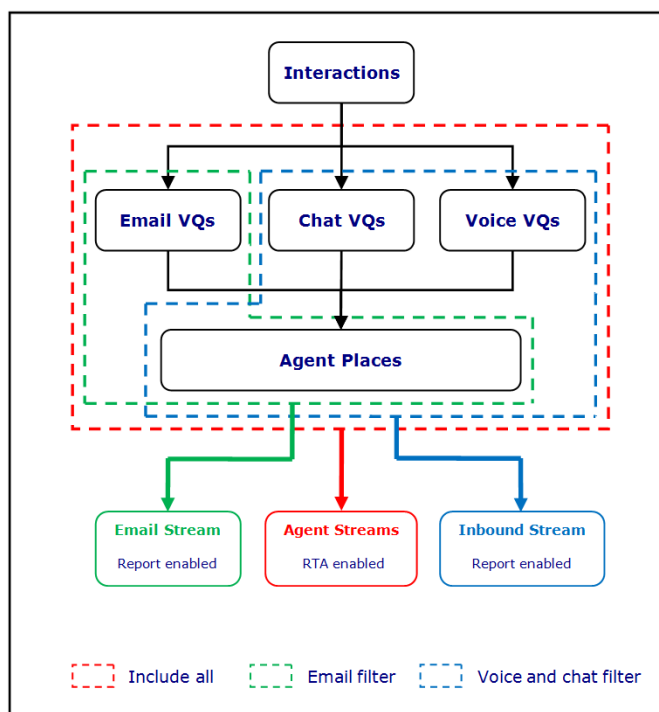 Interactions
Email VQs
Chat VQs
Voice VQs
Agent Places
Email Stream
Report enabled
Agent Streams
RTA enabled
Inbound Stream
Report enabled
Include all
Email filter
Voice and chat filter